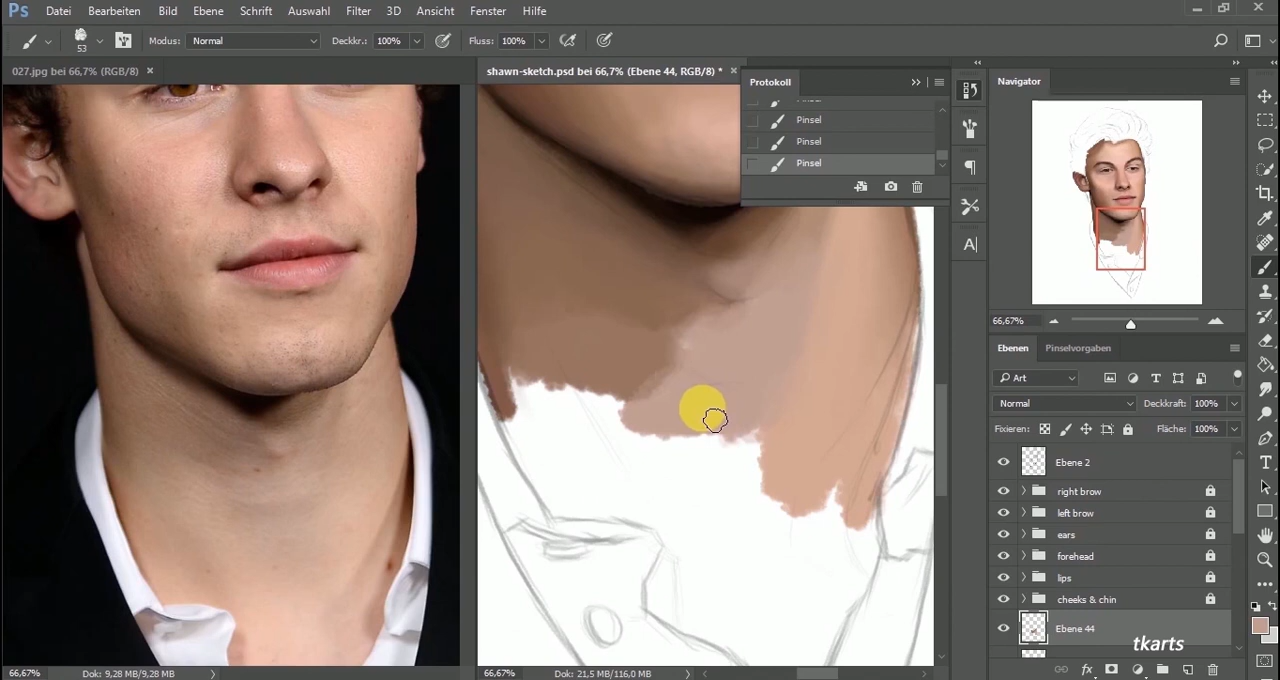 Ps Datei Bearbeiten Bild Ebene Schrift Auswahl Filter 3D Ansicht Fenster Hilfe
53 Modus: Normal Deckkr.: 100% Fluss: 100%
027.jpg bei 66,7% (RGB/8) × shawn-sketch.psd bei 66,7% (Ebene 44, RGB/8) * ×
Protokoll
Pinsel
Pinsel
Pinsel
Navigator
66,67%
Ebenen Pinselvorgaben
Art
Normal Deckkraft: 100%
Fixieren: Fläche: 100%
Ebene 2
right brow
left brow
ears
forehead
lips
cheeks & chin
Ebene 44
tkarts
66,67% Dok: 9,28 MB/9,28 MB 66,67% Dok: 21,5 MB/116,0 MB